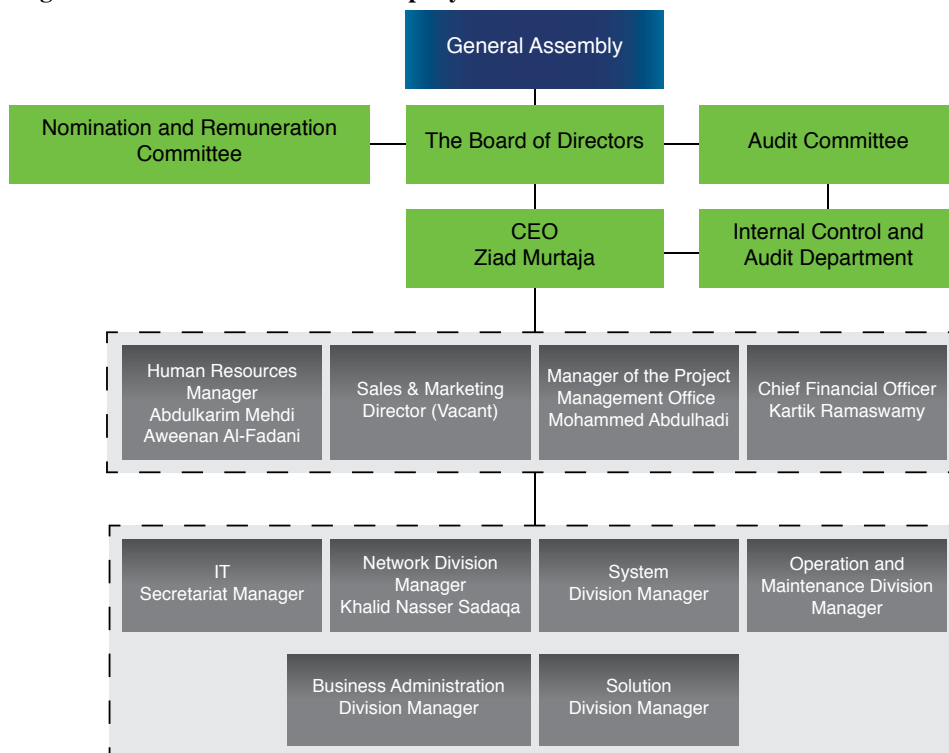 General Assembly
Nomination and Remuneration
Committee
The Board of Directors
Audit Committee
CEO
Ziad Murtaja
Internal Control and
Audit Department
Human Resources
Manager
Abdulkarim Mehdi
Aweenan Al-Fadani
Sales & Marketing
Director (Vacant)
Manager of the Project
Management Office
Mohammed Abdulhadi
Chief Financial Officer
Kartik Ramaswamy
IT
Secretariat Manager
Network Division
Manager
Khalid Nasser Sadaqa
System
Division Manager
Operation and
Maintenance Division
Manager
Business Administration
Division Manager
Solution
Division Manager